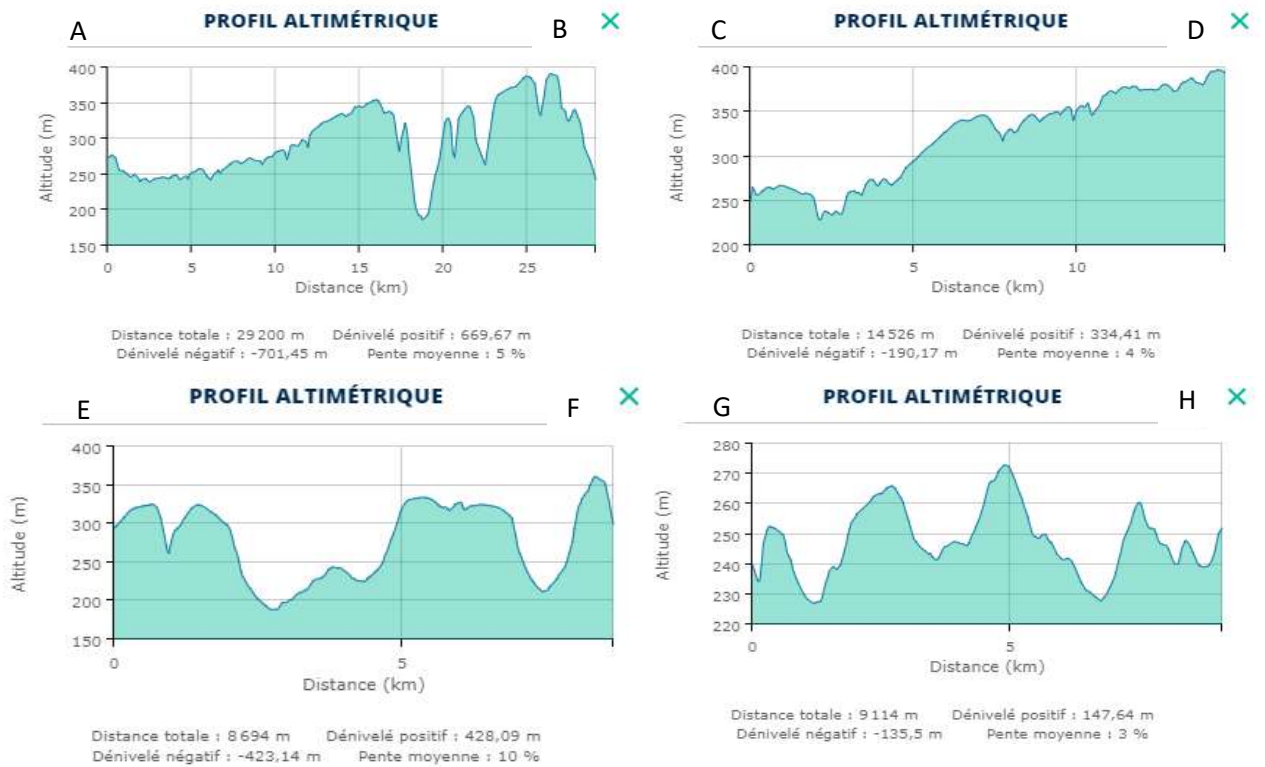 PROFIL ALTIMÉTRIQUE
A
B
×
Altitude (m)
400
350
300
250
200
150
0
5
10
15
20
25
Distance (km)
Distance totale : 29 200 m Dénivelé positif : 669,67 m
Dénivelé négatif : -701,45 m Pente moyenne : 5 %
PROFIL ALTIMÉTRIQUE
C
D
×
Altitude (m)
400
350
300
250
200
0
5
10
Distance (km)
Distance totale : 14 526 m Dénivelé positif : 334,41 m
Dénivelé négatif : -190,17 m Pente moyenne : 4 %
PROFIL ALTIMÉTRIQUE
E
F
×
Altitude (m)
400
350
300
250
200
150
0
5
Distance (km)
Distance totale : 8 694 m Dénivelé positif : 428,09 m
Dénivelé négatif : -423,14 m Pente moyenne : 10 %
PROFIL ALTIMÉTRIQUE
G
H
×
Altitude (m)
280
270
260
250
240
230
220
0
5
Distance (km)
Distance totale : 9 114 m Dénivelé positif : 147,64 m
Dénivelé négatif : -135,5 m Pente moyenne : 3 %